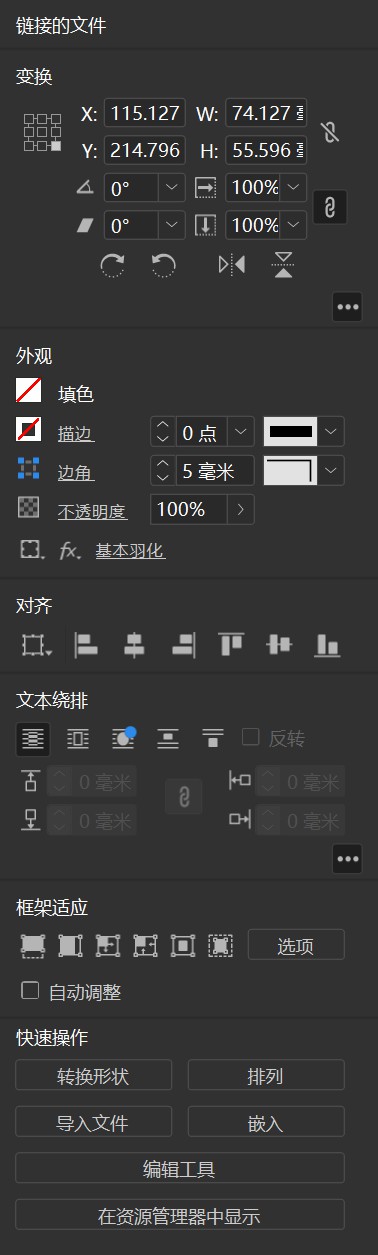 链接的文件
变换
X: 115.127 W: 74.127 毫
Y: 214.796 H: 55.596 毫
0° 100%
0° 100%
外观
填色
描边 0 点
边角 5 毫米
不透明度 100%
fx. 基本羽化
对齐
文本绕排
反转
0 毫米 0 毫米
0 毫米 0 毫米
框架适应
选项
自动调整
快速操作
转换形状 排列
导入文件 嵌入
编辑工具
在资源管理器中显示